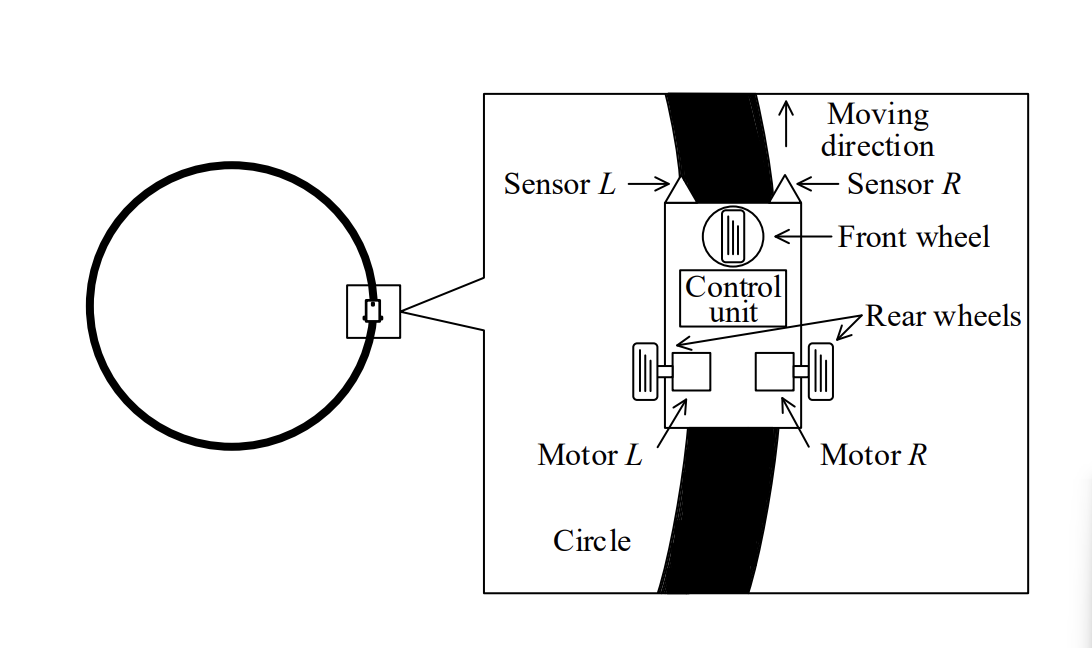 Moving
direction
Sensor L
Sensor R
Front wheel
Control
unit
Rear wheels
Motor L
Motor R
Circle